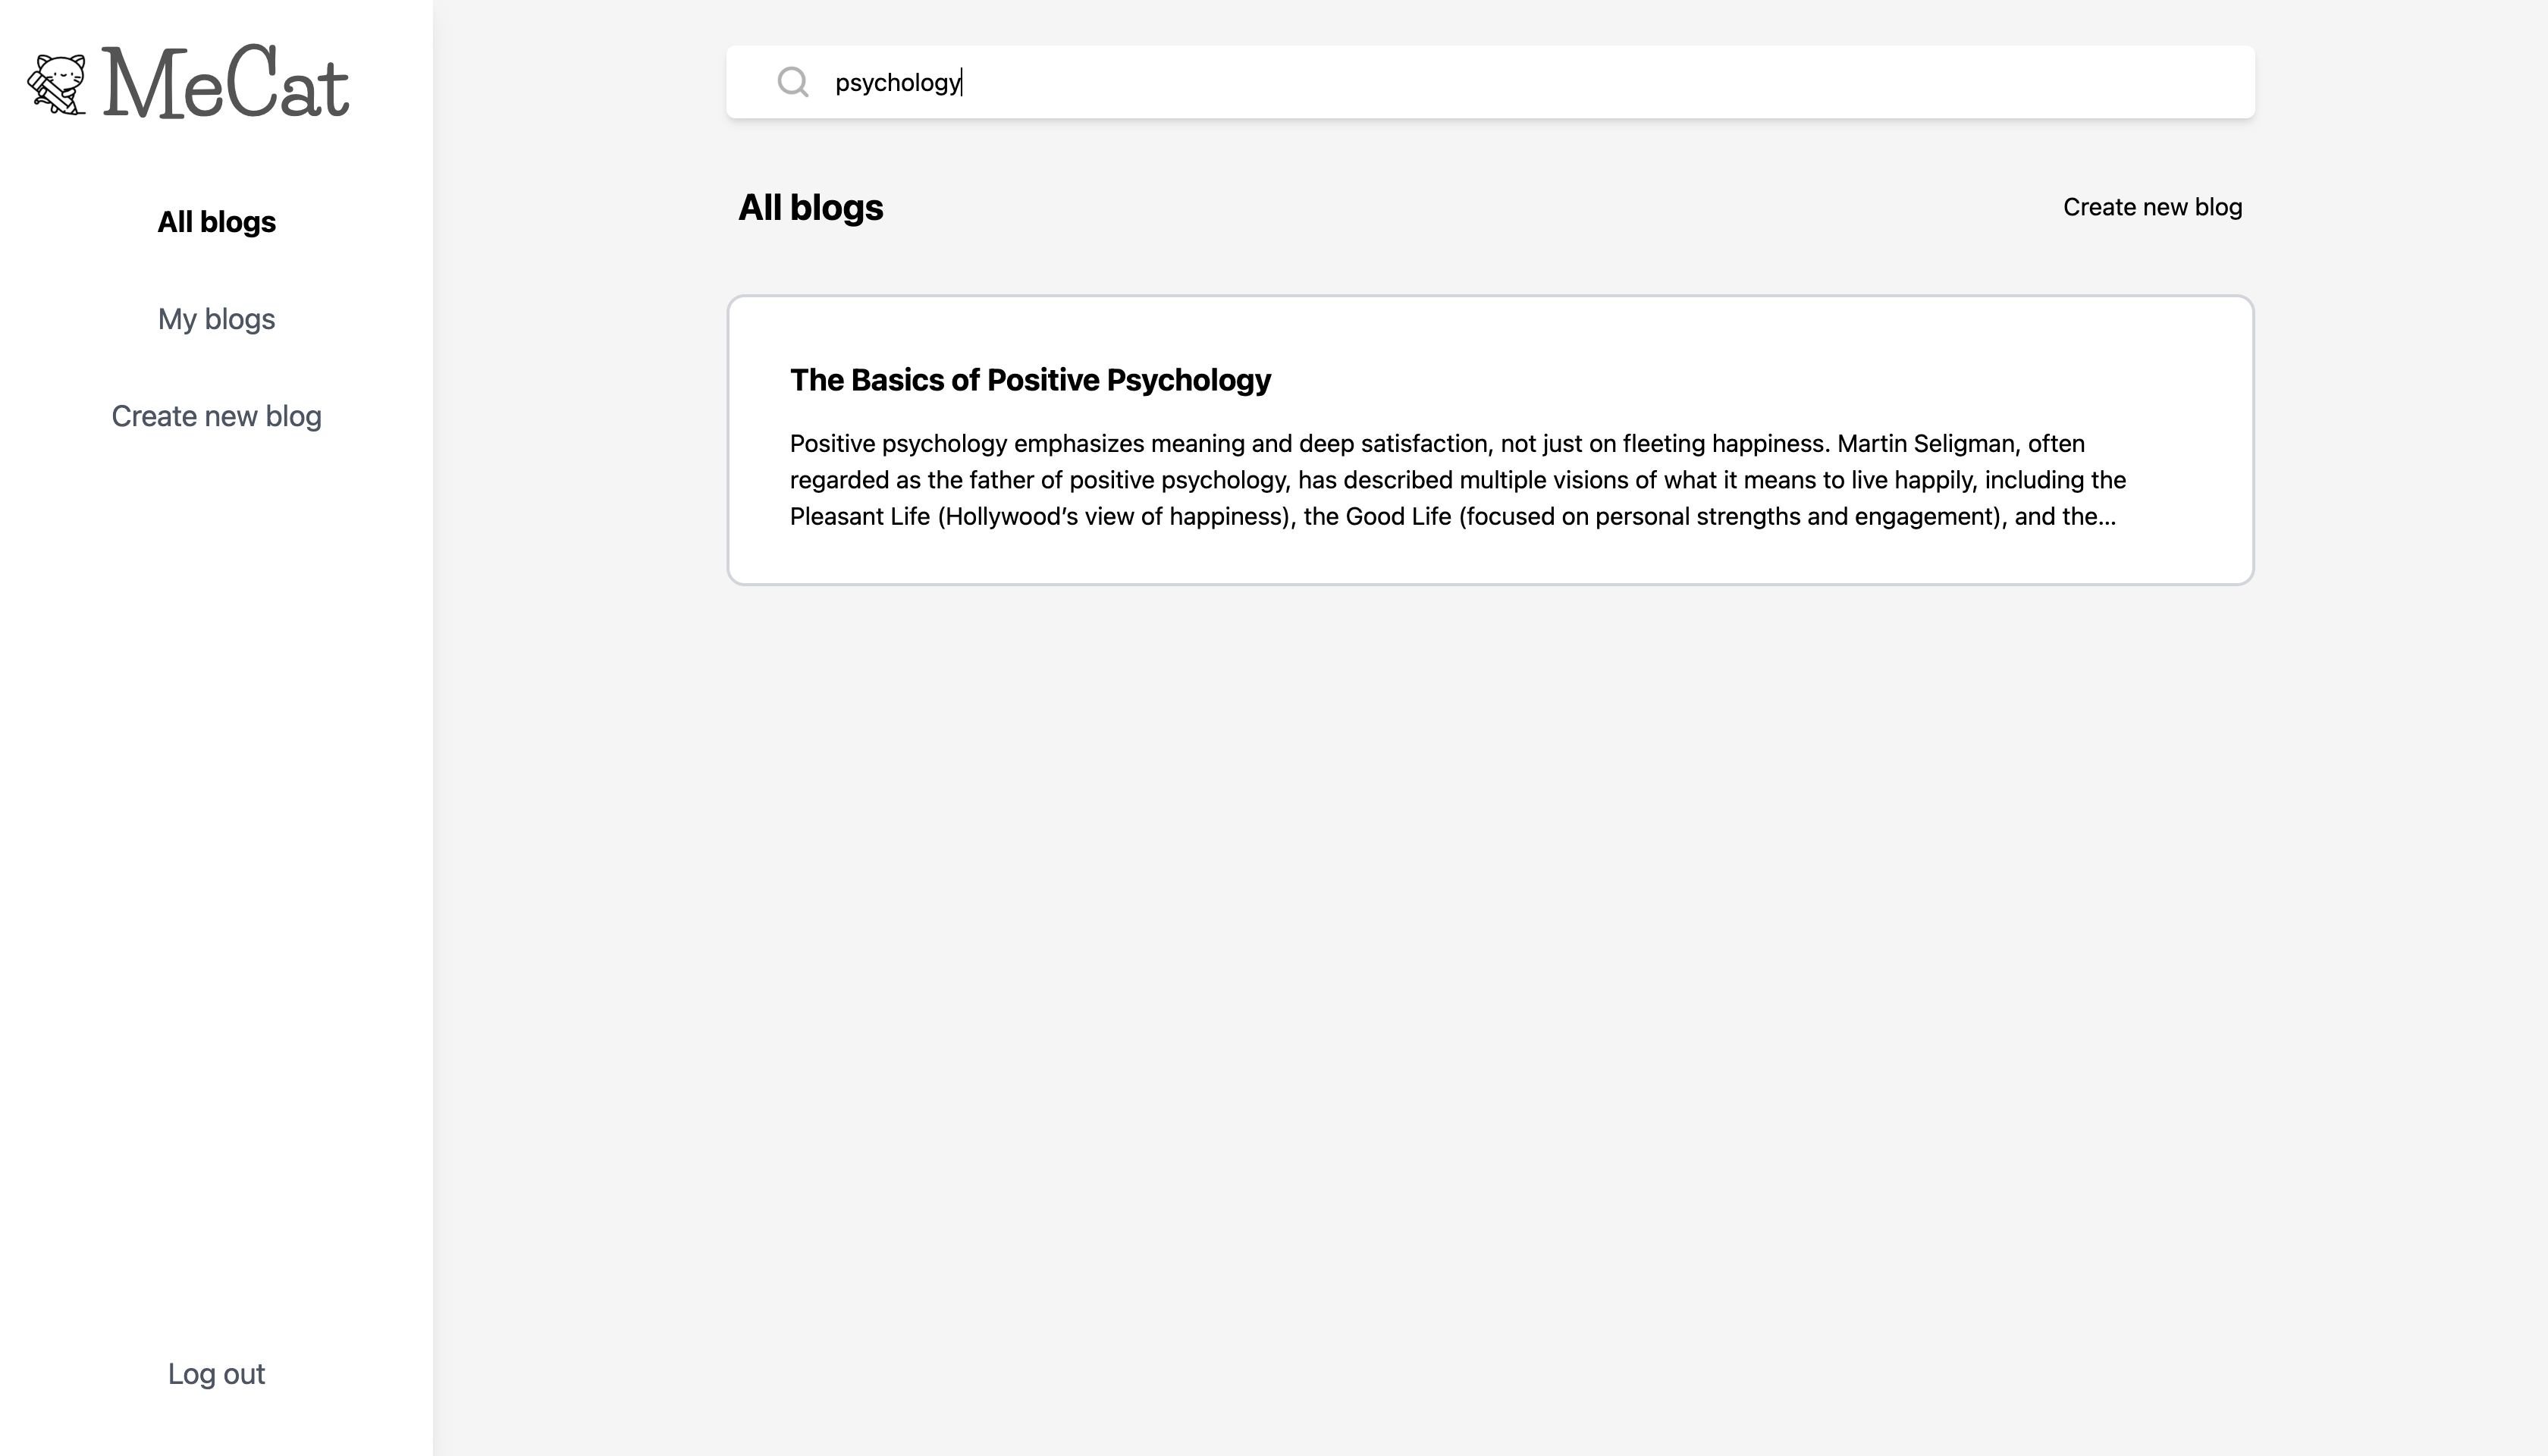 MeCat
All blogs
My blogs
Create new blog
Log out
psychology
All blogs
Create new blog
The Basics of Positive Psychology
Positive psychology emphasizes meaning and deep satisfaction, not just on fleeting happiness. Martin Seligman, often
regarded as the father of positive psychology, has described multiple visions of what it means to live happily, including the
Pleasant Life (Hollywood’s view of happiness), the Good Life (focused on personal strengths and engagement), and the...